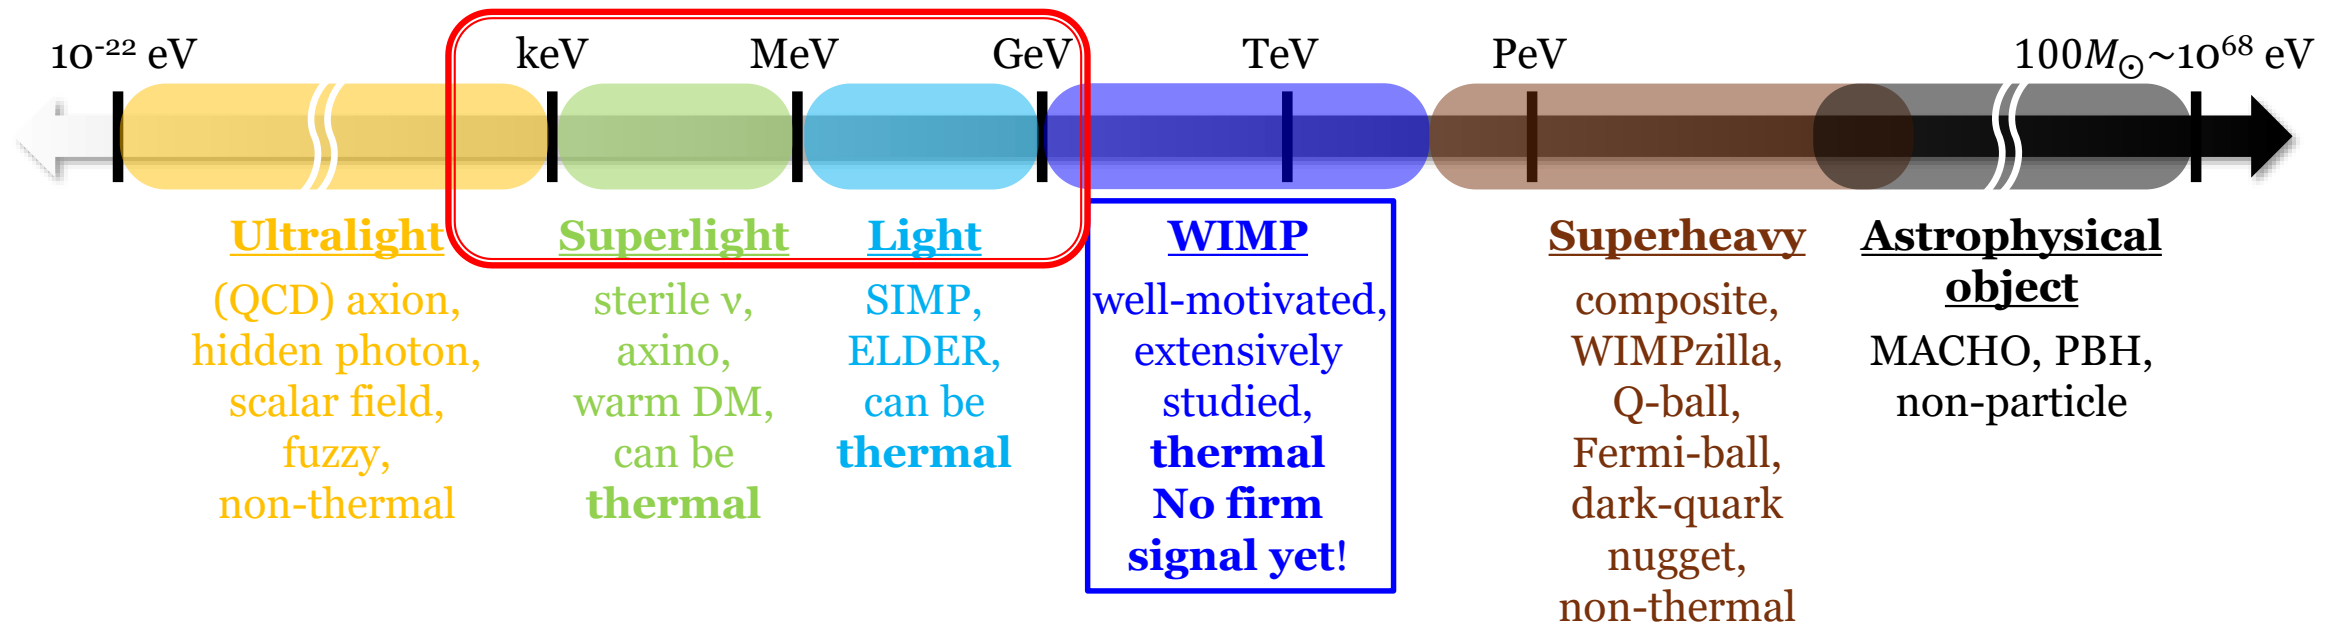 10⁻²² eV
keV
MeV
GeV
TeV
PeV
100M☉~10⁶⁸ eV
Ultralight
(QCD) axion,
hidden photon,
scalar field,
fuzzy,
non-thermal
Superlight
sterile ν,
axino,
warm DM,
can be
thermal
Light
SIMP,
ELDER,
can be
thermal
WIMP
well-motivated,
extensively
studied,
thermal
No firm
signal yet!
Superheavy
composite,
WIMPzilla,
Q-ball,
Fermi-ball,
dark-quark
nugget,
non-thermal
Astrophysical
object
MACHO, PBH,
non-particle